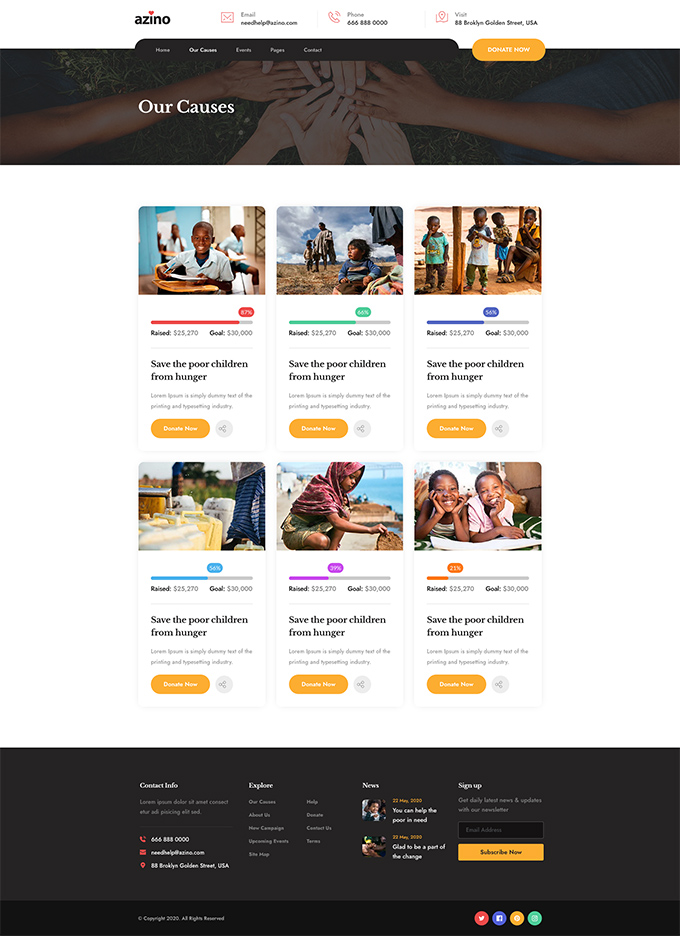 azino
Email
needhelp@azino.com
Phone
666 888 0000
Visit
88 Broklyn Golden Street, USA
Home
Our Causes
Events
Pages
Contact
DONATE NOW
Our Causes
87%
Raised: $25,270 Goal: $30,000
Save the poor children
from hunger
Lorem Ipsum is simply dummy text of the
printing and typesetting industry.
Donate Now
66%
Raised: $25,270 Goal: $30,000
Save the poor children
from hunger
Lorem Ipsum is simply dummy text of the
printing and typesetting industry.
Donate Now
56%
Raised: $25,270 Goal: $30,000
Save the poor children
from hunger
Lorem Ipsum is simply dummy text of the
printing and typesetting industry.
Donate Now
56%
Raised: $25,270 Goal: $30,000
Save the poor children
from hunger
Lorem Ipsum is simply dummy text of the
printing and typesetting industry.
Donate Now
39%
Raised: $25,270 Goal: $30,000
Save the poor children
from hunger
Lorem Ipsum is simply dummy text of the
printing and typesetting industry.
Donate Now
21%
Raised: $25,270 Goal: $30,000
Save the poor children
from hunger
Lorem Ipsum is simply dummy text of the
printing and typesetting industry.
Donate Now
Contact Info
Lorem ipsum dolor sit amet consect
etur adi pisicing elit sed.
666 888 0000
needhelp@azino.com
88 Broklyn Golden Street, USA
Explore
Our Causes
About Us
New Campaign
Upcoming Events
Site Map
Help
Donate
Contact Us
Terms
News
22 May, 2020
You can help the
poor in need
22 May, 2020
Glad to be a part of
the change
Sign up
Get daily latest news & updates
with our newsletter
Email Address
Subscribe Now
© Copyright 2020. All Rights Reserved